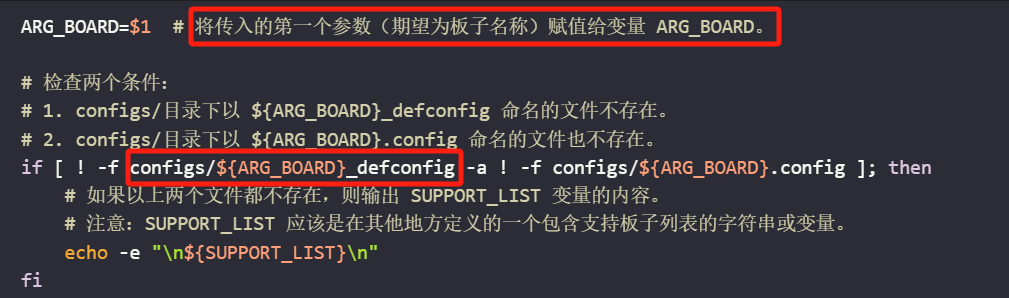 ARG_BOARD=$1  # 将传入的第一个参数（期望为板子名称）赋值给变量 ARG_BOARD。
# 检查两个条件：
# 1. configs/目录下以 ${ARG_BOARD}_defconfig 命名的文件不存在。
# 2. configs/目录下以 ${ARG_BOARD}.config 命名的文件也不存在。
if [ ! -f configs/${ARG_BOARD}_defconfig -a ! -f configs/${ARG_BOARD}.config ]; then
    # 如果以上两个文件都不存在，则输出 SUPPORT_LIST 变量的内容。
    # 注意：SUPPORT_LIST 应该是在其他地方定义的一个包含支持板子列表的字符串或变量。
    echo -e "\n${SUPPORT_LIST}\n"
fi